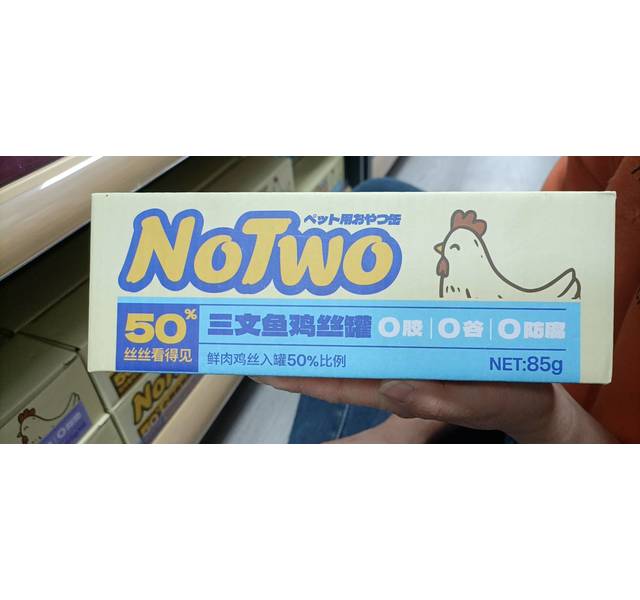 ペット用おやつ缶
NoTwo
50%
丝丝看得见
三文鱼鸡丝罐
0胶 0谷 0防腐
鲜肉鸡丝入罐50%比例
NET:85g